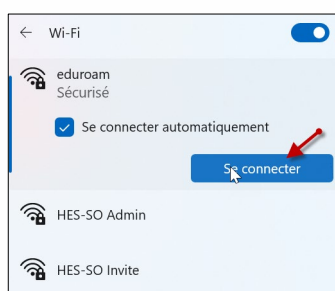 Wi-Fi
eduroam
Sécurisé
Se connecter automatiquement
Se connecter
HES-SO Admin
HES-SO Invite